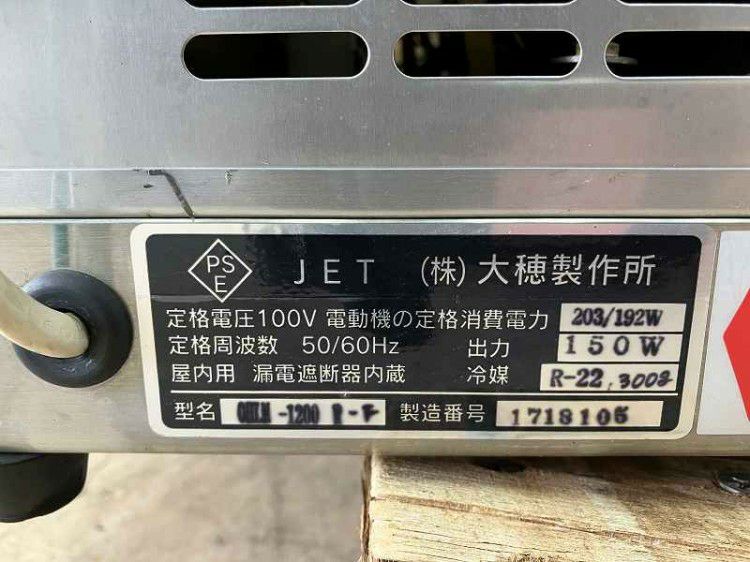 PS E JET (株) 大穂製作所
定格電圧100V 電動機の定格消費電力 203/192W
定格周波数 50/60Hz 出力 150W
屋内用 漏電遮断器内蔵 冷媒 R-22, 300g
型名 -1200 製造番号 1718105